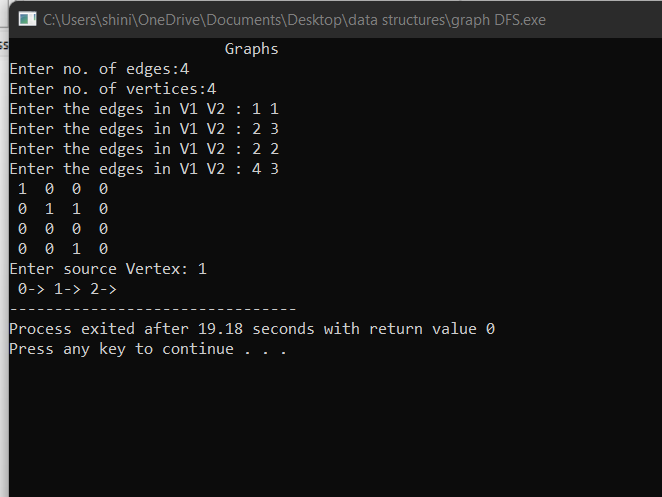 C:\Users\shini\OneDrive\Documents\Desktop\data structures\graph DFS.exe
Graphs
Enter no. of edges:4
Enter no. of vertices:4
Enter the edges in V1 V2 : 1 1
Enter the edges in V1 V2 : 2 3
Enter the edges in V1 V2 : 2 2
Enter the edges in V1 V2 : 4 3
1 0 0 0
0 1 1 0
0 0 0 0
0 0 1 0
Enter source Vertex: 1
0-> 1-> 2->
--------------------------------
Process exited after 19.18 seconds with return value 0
Press any key to continue . . .